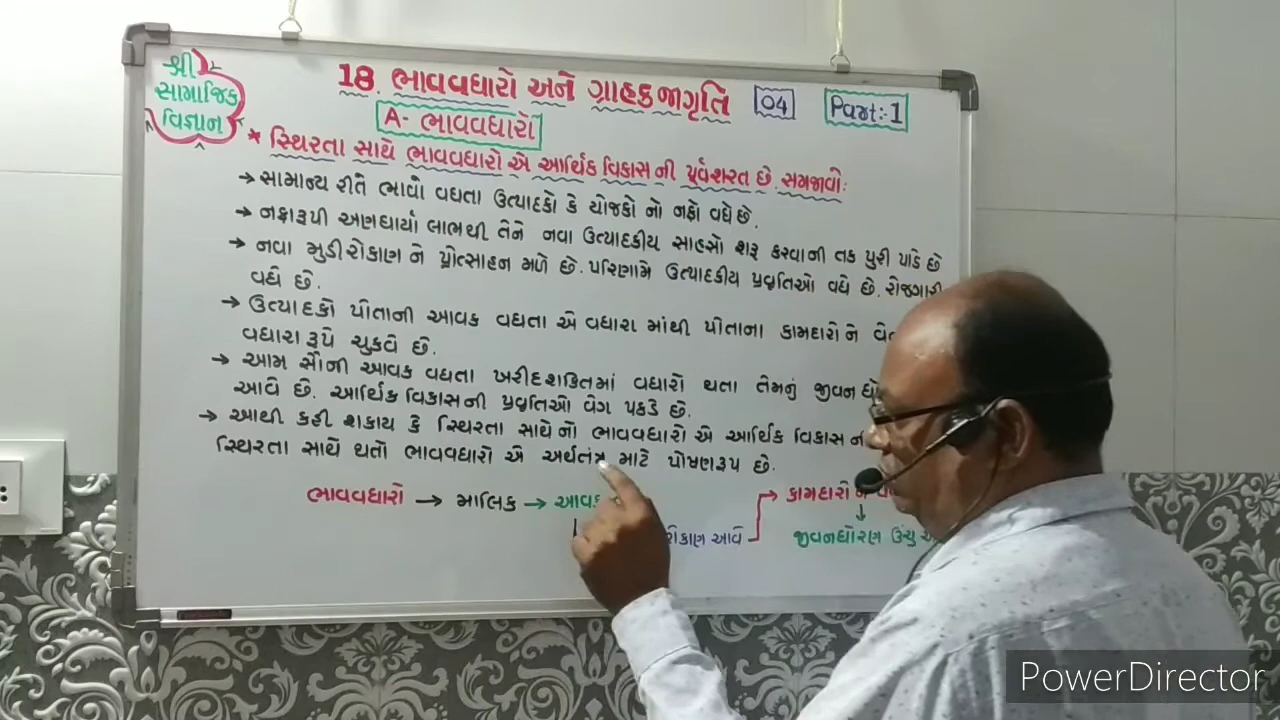 શ્રી
સામાજિક
વિજ્ઞાન
18. ભાવવધારો અને ગ્રાહકજાગૃતિ 04 Part:-1
A- ભાવવધારો
* સ્થિરતા સાથે ભાવવધારો એ આર્થિક વિકાસ ની પૂર્વશરત છે. સમજાવો:
→ સામાન્ય રીતે ભાવો વધતા ઉત્પાદકો કે યોજકો નો નફો વધે છે.
→ નફારૂપી અણધાર્યા લાભથી તેને નવા ઉત્પાદકીય સાહસો શરૂ કરવાની તક પુરી પાડે છે
→ નવા મુડીરોકાણ ને પ્રોત્સાહન મળે છે. પરિણામે ઉત્પાદકીય પ્રવૃતિઓ વધે છે. રોજગારી
વધે છે.
→ ઉત્પાદકો પોતાની આવક વધતા એ વધારા માંથી પોતાના કામદારો ને
વધારા રૂપે ચુકવે છે.
→ આમ સૌની આવક વધતા ખરીદશકિતમાં વધારો થતા તેમનું જીવન
આવે છે. આર્થિક વિકાસ ની પ્રવૃતિઓ વેગ પકડે છે.
→ આથી કહી શકાય કે સ્થિરતા સાથે નો ભાવવધારો એ આર્થિક વિકાસ
સ્થિરતા સાથે થતો ભાવવધારો એ અર્થતંત્ર માટે પોષણરૂપ છે.
ભાવવધારો → માલિક → આવક → કામદારો
આવે જીવનધોરણ ઉંચુ
PowerDirector